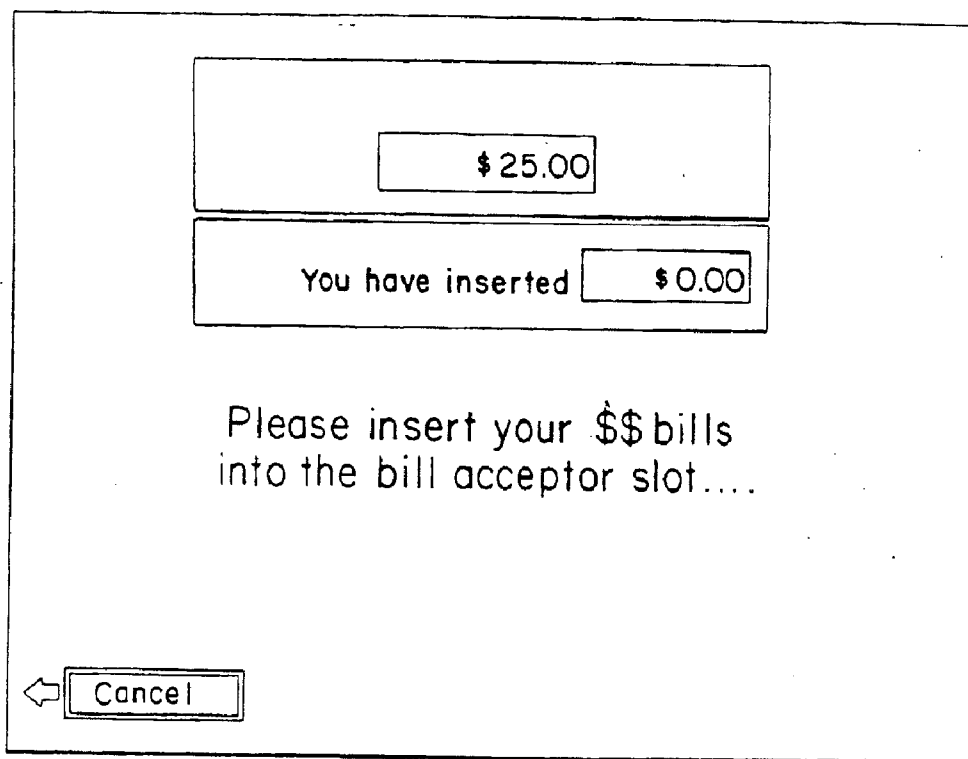 $25.00
You have inserted $0.00
Please insert your $$ bills
into the bill acceptor slot....
Cancel